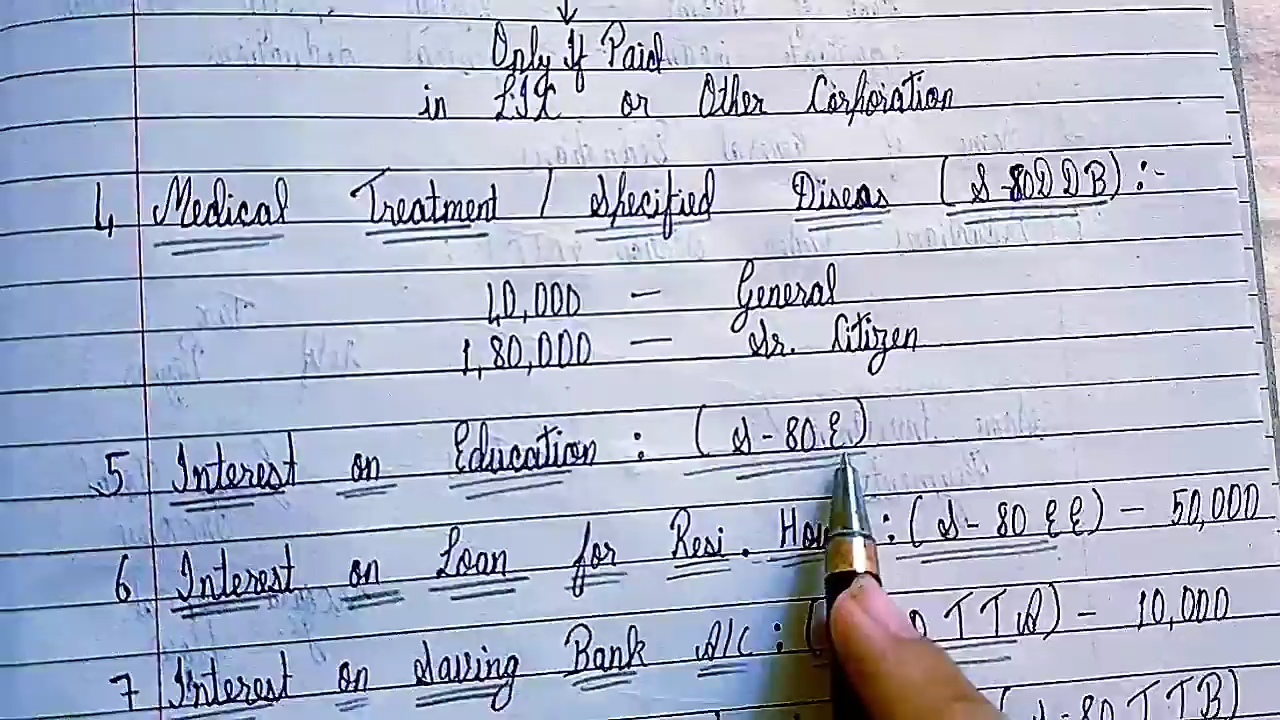 Only If Paid
in LIC or Other Corporation
4 Medical Treatment / Specified Diseas (S-80DDB):-
40,000 — General
1,80,000 — Sr. Citizen
5 Interest on Education : (S-80E)
6 Interest on Loan for Resi. Hou : (S-80EE) - 50,000
7 Interest on Saving Bank A/C : ( 0 TTA) - 10,000
(S-80TTB)